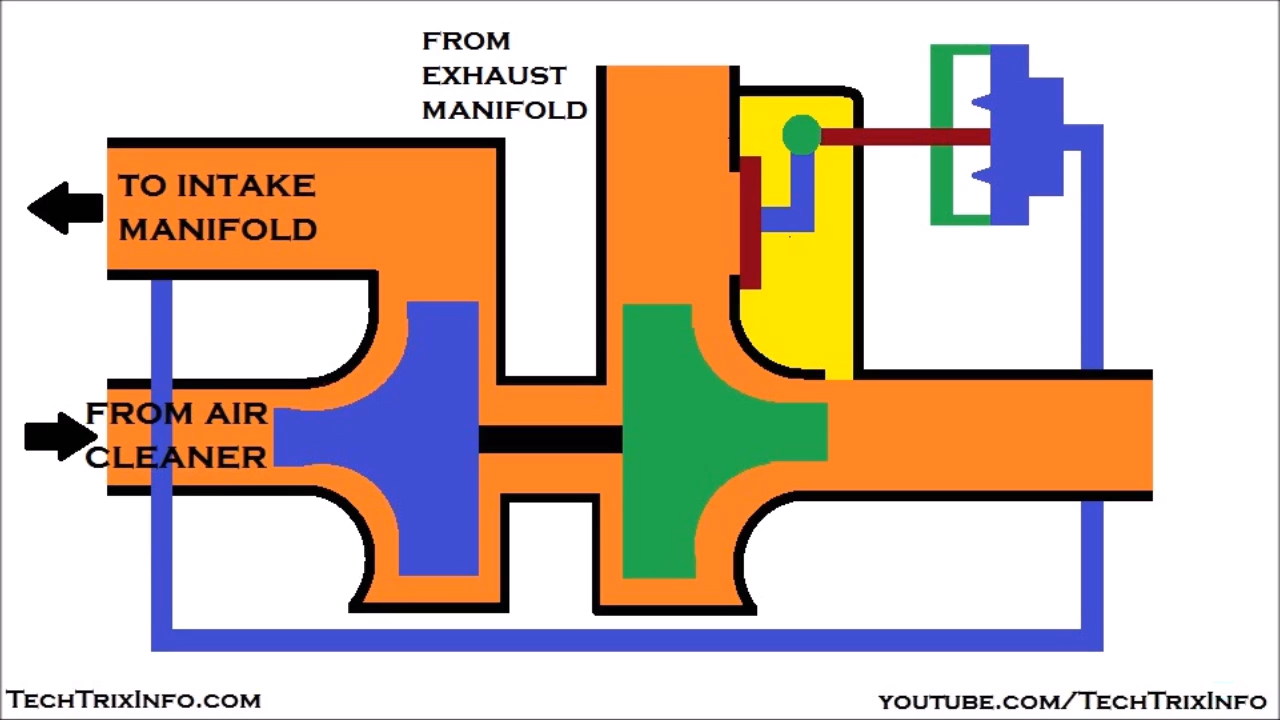 FROM
EXHAUST
MANIFOLD
TO INTAKE
MANIFOLD
FROM AIR
CLEANER
TECHTRIXINFO.COM
YOUTUBE.COM/TECHTRIXINFO